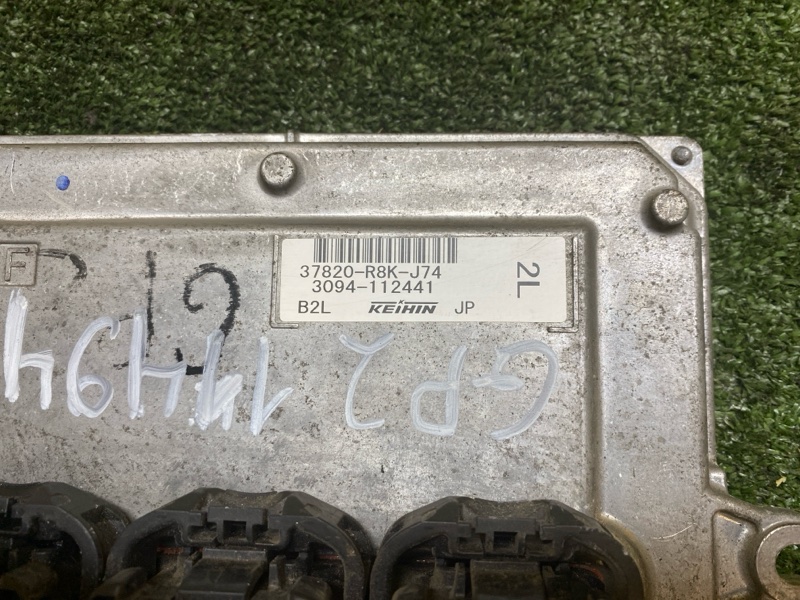 37820-R8K-J74
3094-112441
B2L KEIHIN JP
2L
F
GP2